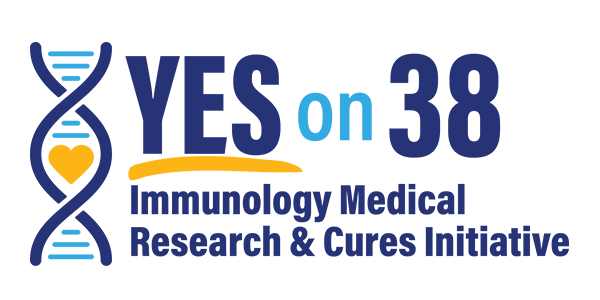 YES on 38
Immunology Medical
Research & Cures Initiative